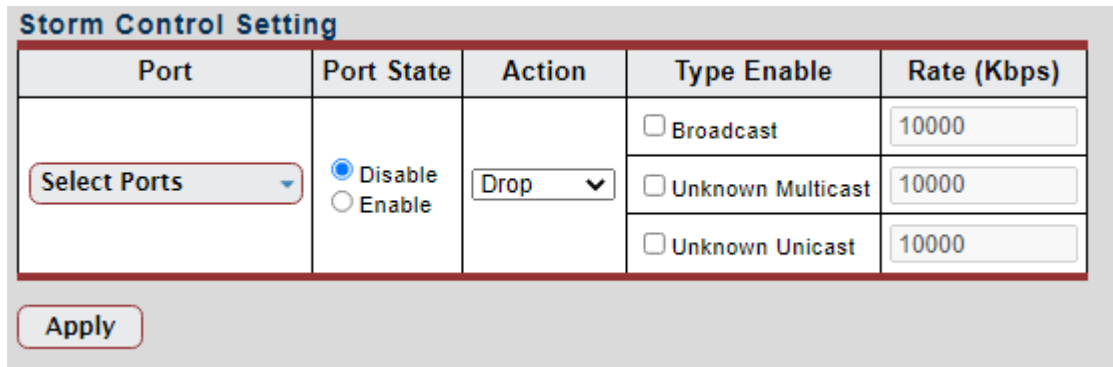 Storm Control Setting
Port Port State Action Type Enable Rate (Kbps)
Select Ports
Disable
Enable
Drop
Broadcast 10000
Unknown Multicast 10000
Unknown Unicast 10000
Apply